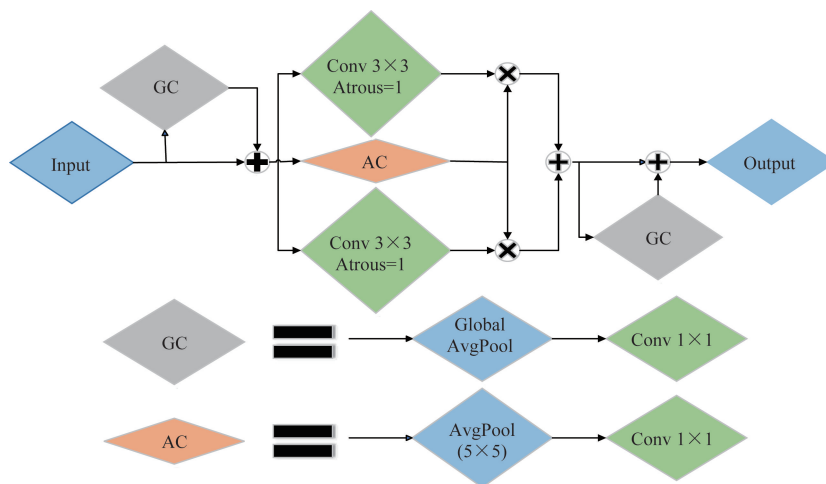 GC
Conv 3×3
Atrous=1
Input
AC
Output
Conv 3×3
Atrous=1
GC
GC
Global
AvgPool
Conv 1×1
AC
AvgPool
(5×5)
Conv 1×1